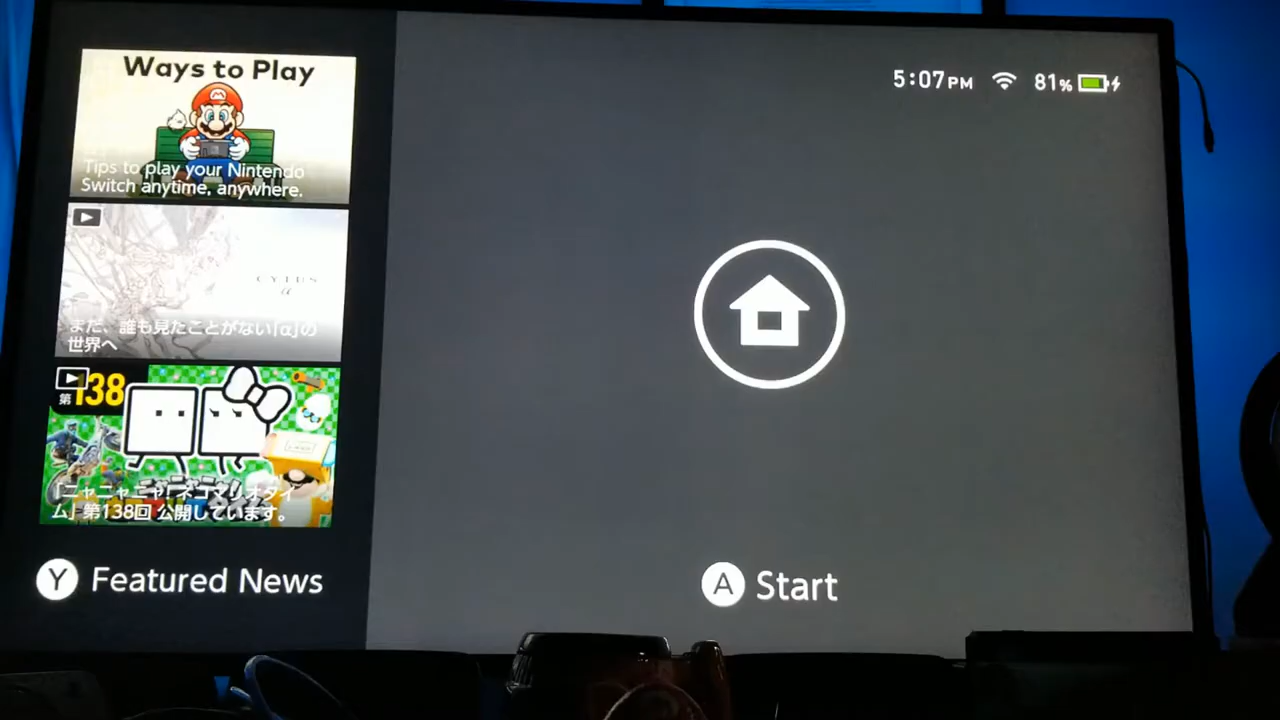 Ways to Play
Tips to play your Nintendo
Switch anytime, anywhere.
CYTUS
α
まだ、誰も見たことがない「α」の
世界へ
第138
「ニャニャニャ!ネコマリオタイ
ム」第138回 公開しています。
Y Featured News
5:07PM 81%
A Start